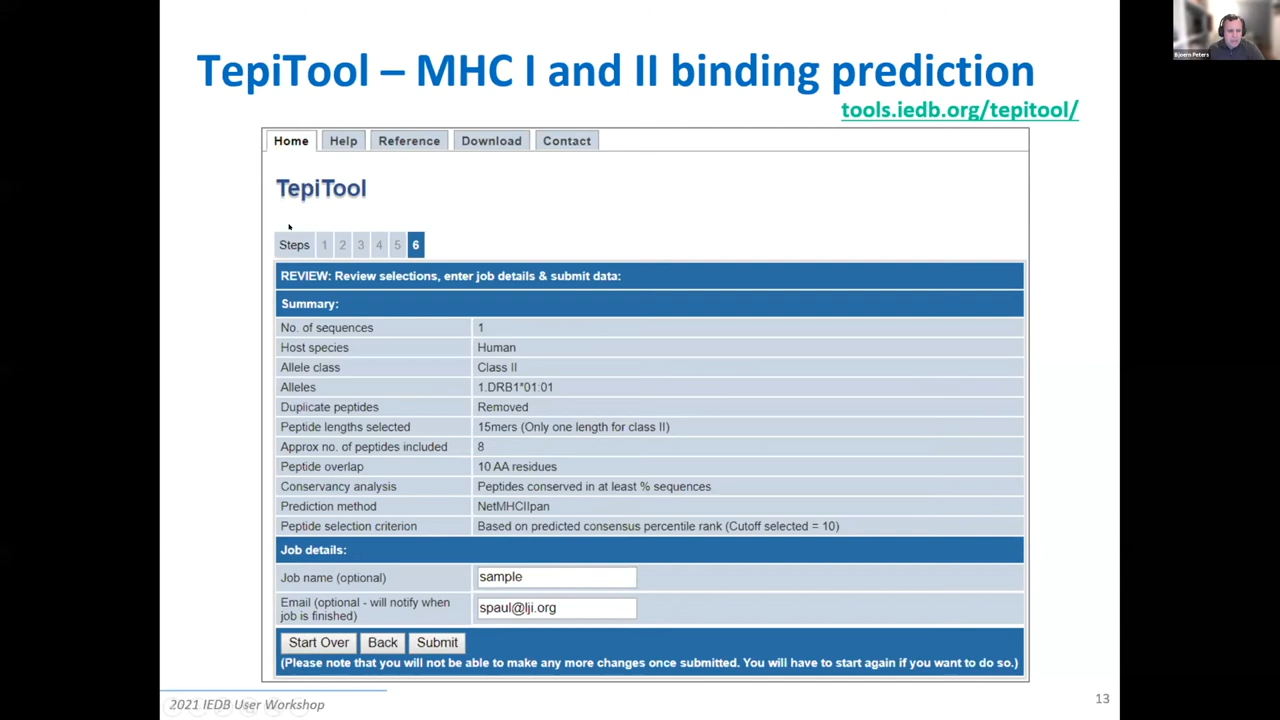 Bjoern Peters
TepiTool – MHC I and II binding prediction
tools.iedb.org/tepitool/
Home Help Reference Download Contact
TepiTool
Steps 1 2 3 4 5 6
REVIEW: Review selections, enter job details & submit data:
Summary:
No. of sequences 1
Host species Human
Allele class Class II
Alleles 1.DRB1*01:01
Duplicate peptides Removed
Peptide lengths selected 15mers (Only one length for class II)
Approx no. of peptides included 8
Peptide overlap 10 AA residues
Conservancy analysis Peptides conserved in at least % sequences
Prediction method NetMHCIIpan
Peptide selection criterion Based on predicted consensus percentile rank (Cutoff selected = 10)
Job details:
Job name (optional) sample
Email (optional - will notify when
job is finished) spaul@lji.org
Start Over Back Submit
(Please note that you will not be able to make any more changes once submitted. You will have to start again if you want to do so.)
2021 IEDB User Workshop
13